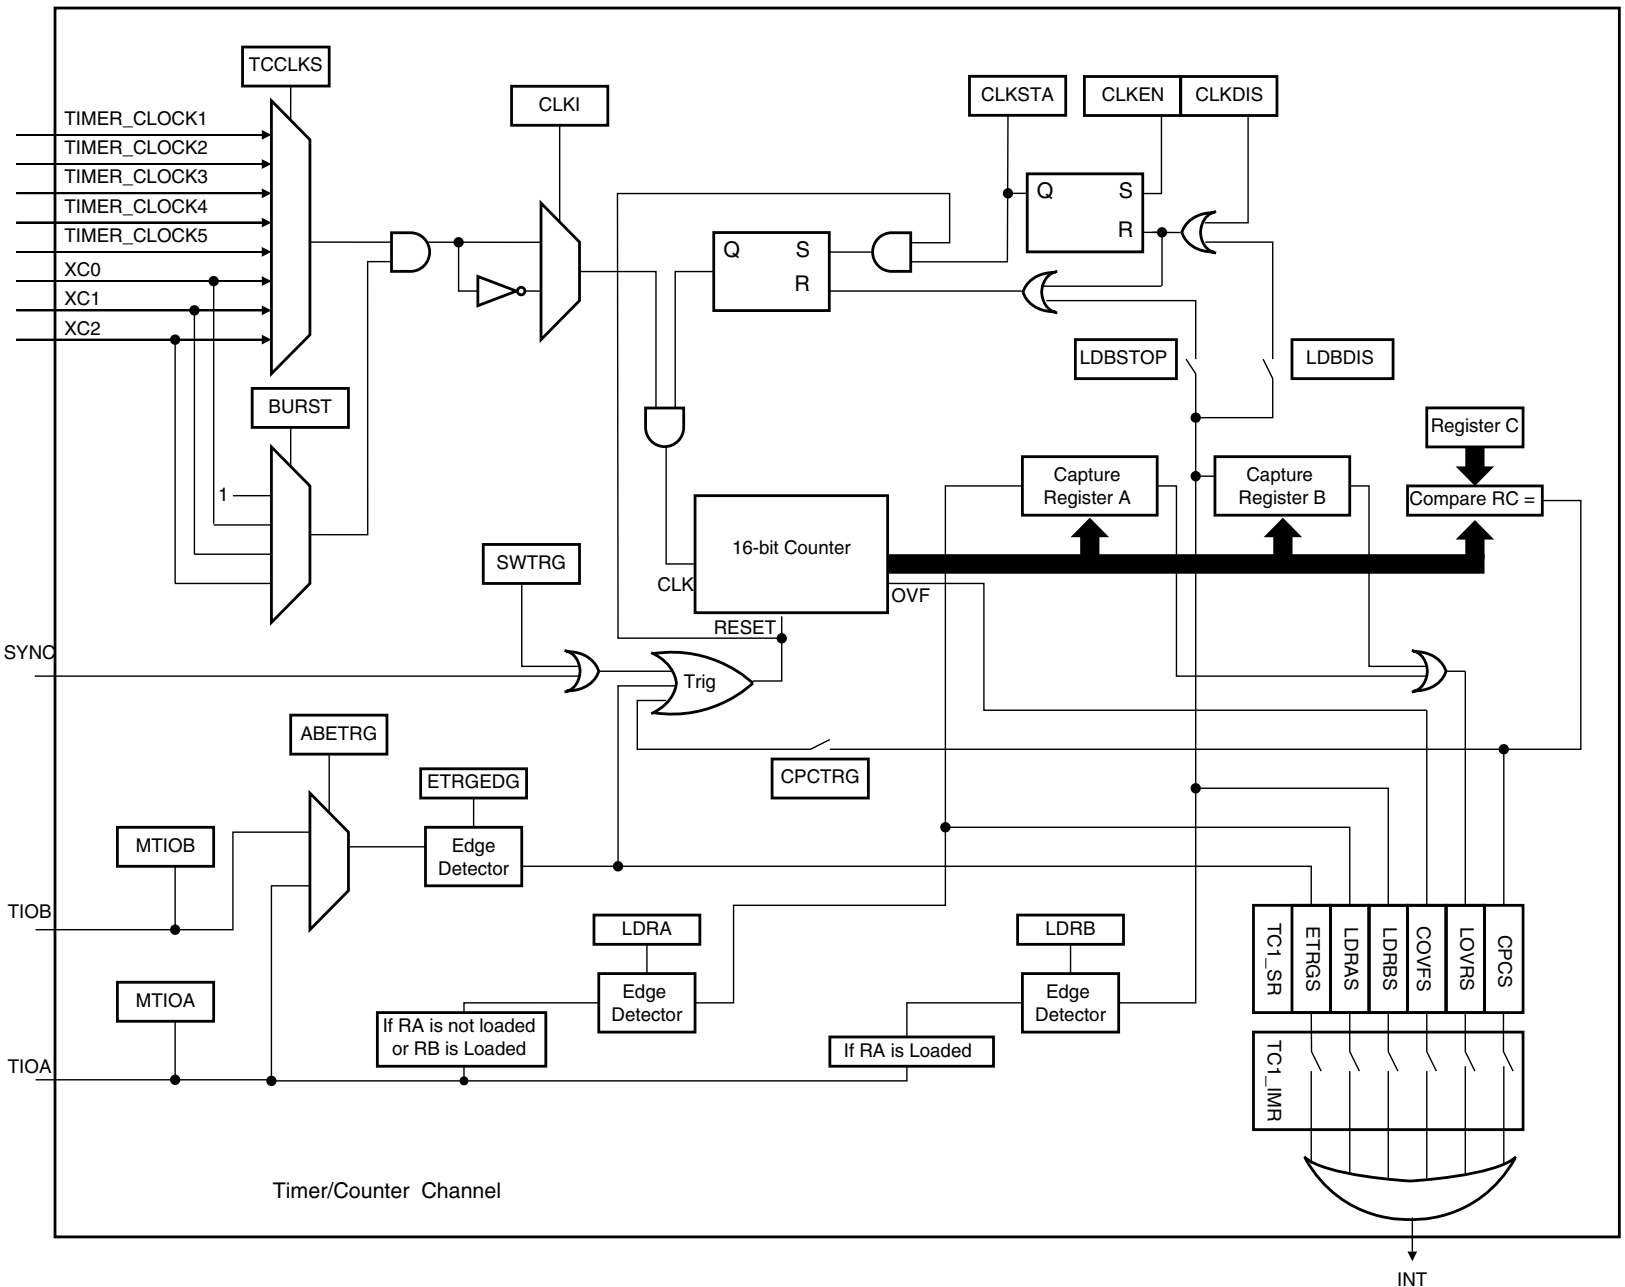 TCCLKS
TIMER_CLOCK1
TIMER_CLOCK2
TIMER_CLOCK3
TIMER_CLOCK4
TIMER_CLOCK5
XC0
XC1
XC2
CLKI
CLKSTA
CLKEN
CLKDIS
Q
S
R
Q
S
R
BURST
1
LDBSTOP
LDBDIS
Register C
Capture
Register A
Capture
Register B
Compare RC =
16-bit Counter
CLK
OVF
RESET
SWTRG
SYNC
Trig
ABETRG
ETRGEDG
CPCTRG
MTIOB
Edge
Detector
TIOB
LDRA
LDRB
MTIOA
Edge
Detector
Edge
Detector
If RA is not loaded
or RB is Loaded
If RA is Loaded
TIOA
TC1_SR
ETRGS
LDRAS
LDRBS
COVFS
LOVRS
CPCS
TC1_IMR
Timer/Counter Channel
INT